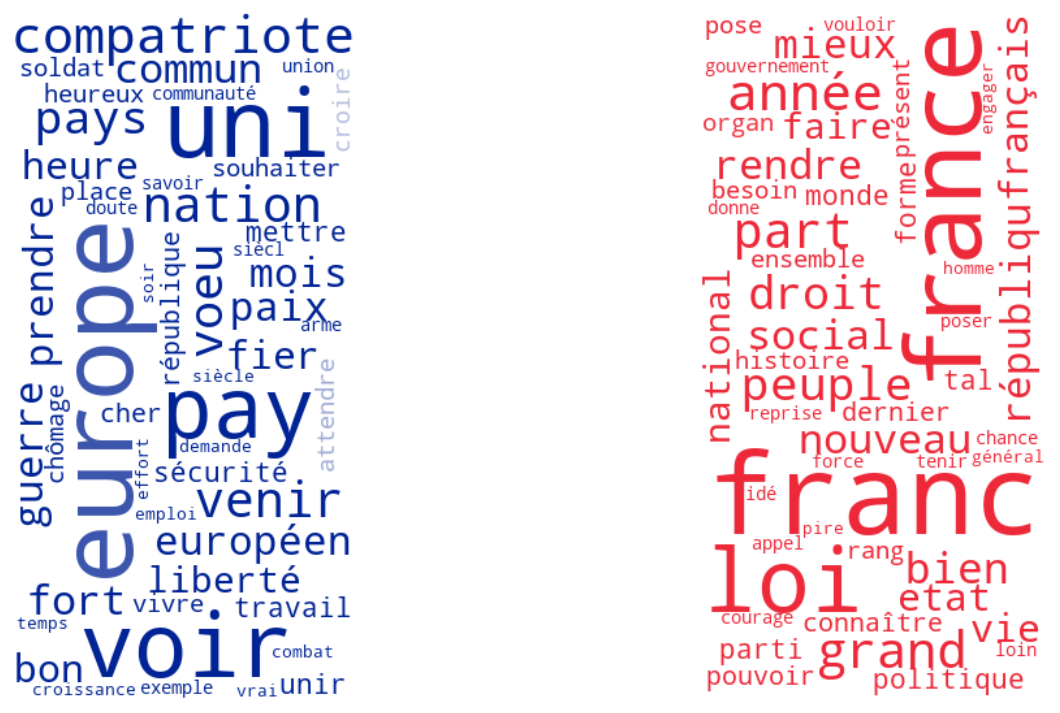 compatriote
soldat commun union
heureux communauté
croire
pays uni
heure souhaiter
place savoir
doute nation
prendre
europe
soir
république
voeu
mettre
siècl
mois
paix
arme
fier
siècle
guerre
chômage
cher
pay
attendre
demande
effort
sécurité
emploi venir
européen
liberté
fort vivre travail
temps
voir
combat
bon
croissance exemple vrai unir
pose vouloir
mieux
gouvernement
année
présent
france
engager
français
organ faire
rendre
besoin monde
donne
forme
part
ensemble
homme
national
droit
républiqu
poser
social
histoire
peuple
tal
reprise dernier
nouveau chance
force tenir général
franc
idé
pire
appel
loi
rang
bien
etat
courage connaître
vie
parti grand loin
pouvoir politique